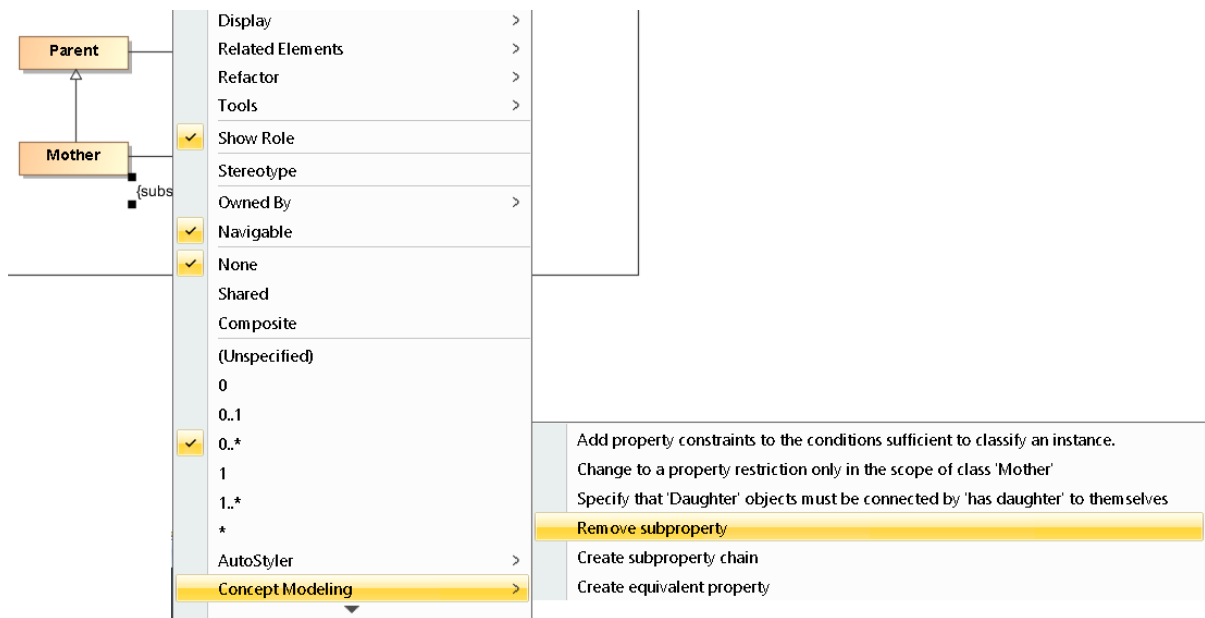 Parent
Mother
{subs
Display
Related Elements
Refactor
Tools
Show Role
Stereotype
Owned By
Navigable
None
Shared
Composite
(Unspecified)
0
0..1
0..*
1
1..*
*
AutoStyler
Concept Modeling
Add property constraints to the conditions sufficient to classify an instance.
Change to a property restriction only in the scope of class 'Mother'
Specify that 'Daughter' objects must be connected by 'has daughter' to themselves
Remove subproperty
Create subproperty chain
Create equivalent property